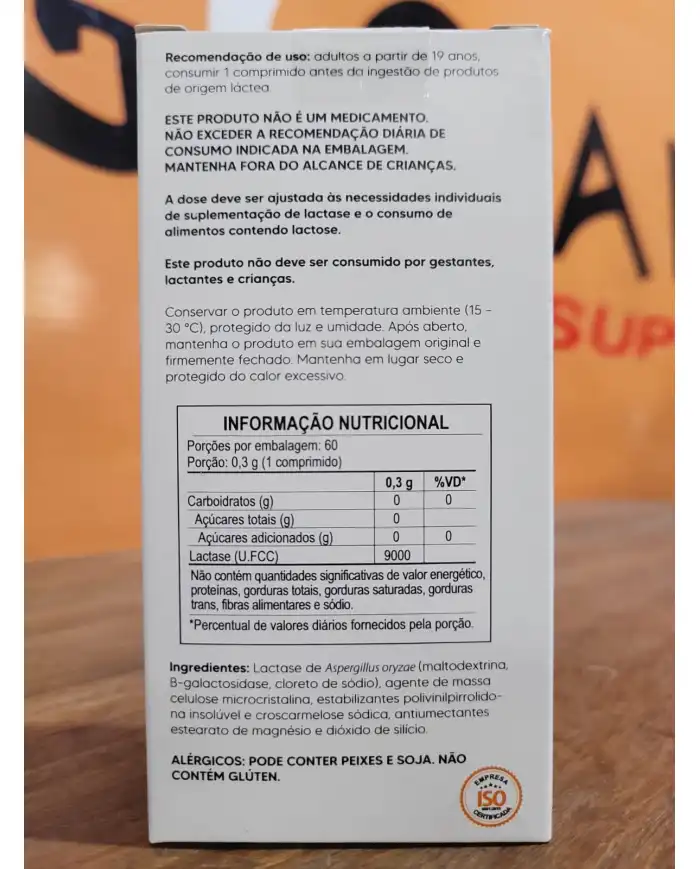 Recomendação de uso: adultos a partir de 19 anos,
consumir 1 comprimido antes da ingestão de produtos
de origem láctea.
ESTE PRODUTO NÃO É UM MEDICAMENTO.
NÃO EXCEDER A RECOMENDAÇÃO DIÁRIA DE
CONSUMO INDICADA NA EMBALAGEM.
MANTENHA FORA DO ALCANCE DE CRIANÇAS.
A dose deve ser ajustada às necessidades individuais
de suplementação de lactase e o consumo de
alimentos contendo lactose.
Este produto não deve ser consumido por gestantes,
lactantes e crianças.
Conservar o produto em temperatura ambiente (15 -
30 °C), protegido da luz e umidade. Após aberto,
mantenha o produto em sua embalagem original e
firmemente fechado. Mantenha em lugar seco e
protegido do calor excessivo.
INFORMAÇÃO NUTRICIONAL
Porções por embalagem: 60
Porção: 0,3 g (1 comprimido)
0,3 g %VD*
Carboidratos (g) 0 0
Açúcares totais (g) 0
Açúcares adicionados (g) 0 0
Lactase (U.FCC) 9000
Não contém quantidades significativas de valor energético,
proteínas, gorduras totais, gorduras saturadas, gorduras
trans, fibras alimentares e sódio.
*Percentual de valores diários fornecidos pela porção.
Ingredientes: Lactase de Aspergillus oryzae (maltodextrina,
B-galactosidase, cloreto de sódio), agente de massa
celulose microcristalina, estabilizantes polivinilpirrolido-
na insolúvel e croscarmelose sódica, antiumectantes
estearato de magnésio e dióxido de silício.
ALÉRGICOS: PODE CONTER PEIXES E SOJA. NÃO
CONTÉM GLÚTEN.
EMPRESA
ISO
CERTIFICADA
SUP